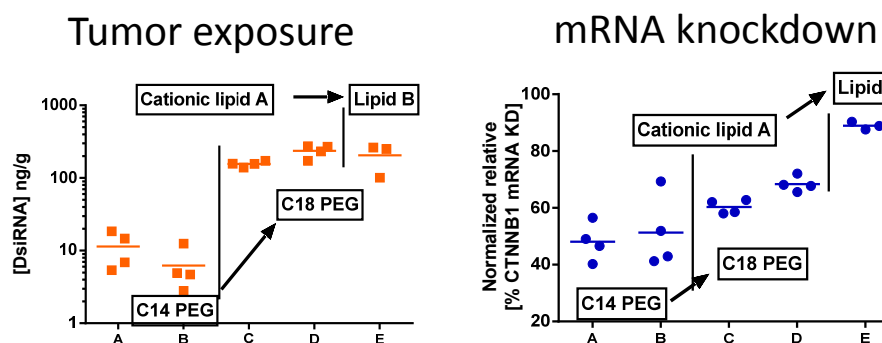 Tumor exposure
mRNA knockdown
[DsiRNA] ng/g
1000
100
10
1
Cationic lipid A
Lipid B
C18 PEG
C14 PEG
A
B
C
D
E
Normalized relative
[% CTNNB1 mRNA KD]
100
80
60
40
20
Lipid
Cationic lipid A
C18 PEG
C14 PEG
A
B
C
D
E